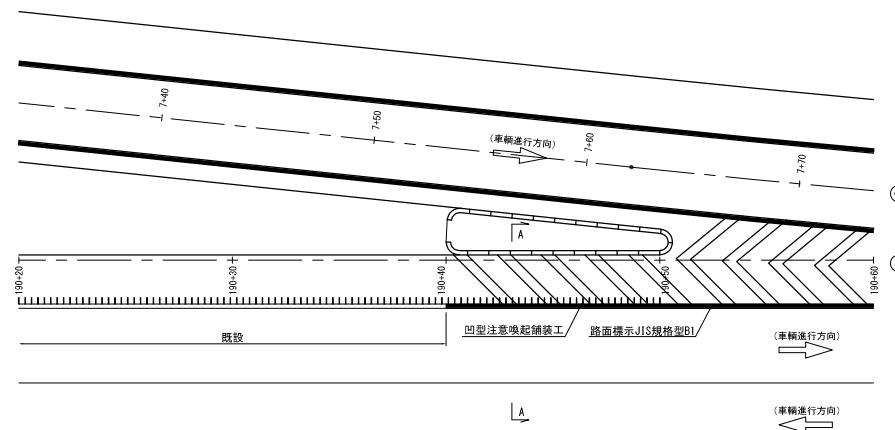 7+40
7+50
(車輌進行方向)
7+60
7+70
A
190+20
190+30
190+40
190+50
190+60
凹型注意喚起舗装工
路面標示JIS規格型B1
既設
(車輌進行方向)
A
(車輌進行方向)